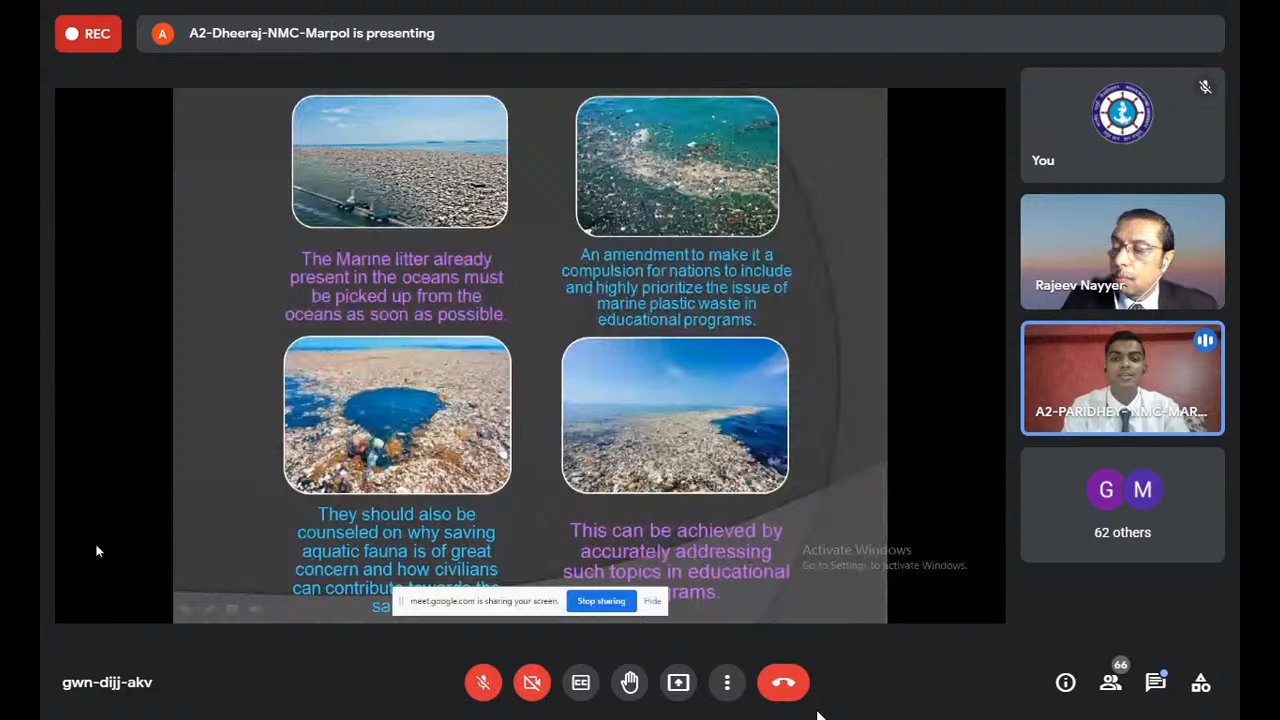 REC
A
A2-Dheeraj-NMC-Marpol is presenting
The Marine litter already
present in the oceans must
be picked up from the
oceans as soon as possible.
An amendment to make it a
compulsion for nations to include
and highly prioritize the issue of
marine plastic waste in
educational programs.
They should also be
counseled on why saving
aquatic fauna is of great
concern and how civilians
can contribute towards the
sa
This can be achieved by
accurately addressing
such topics in educational
rams.
Activate Windows
Go to Settings to activate Windows.
meet.google.com is sharing your screen.
Stop sharing
Hide
You
Rajeev Nayyer
A2-PARIDHEY- NMC-MAR...
G
M
62 others
gwn-dijj-akv
CC
66